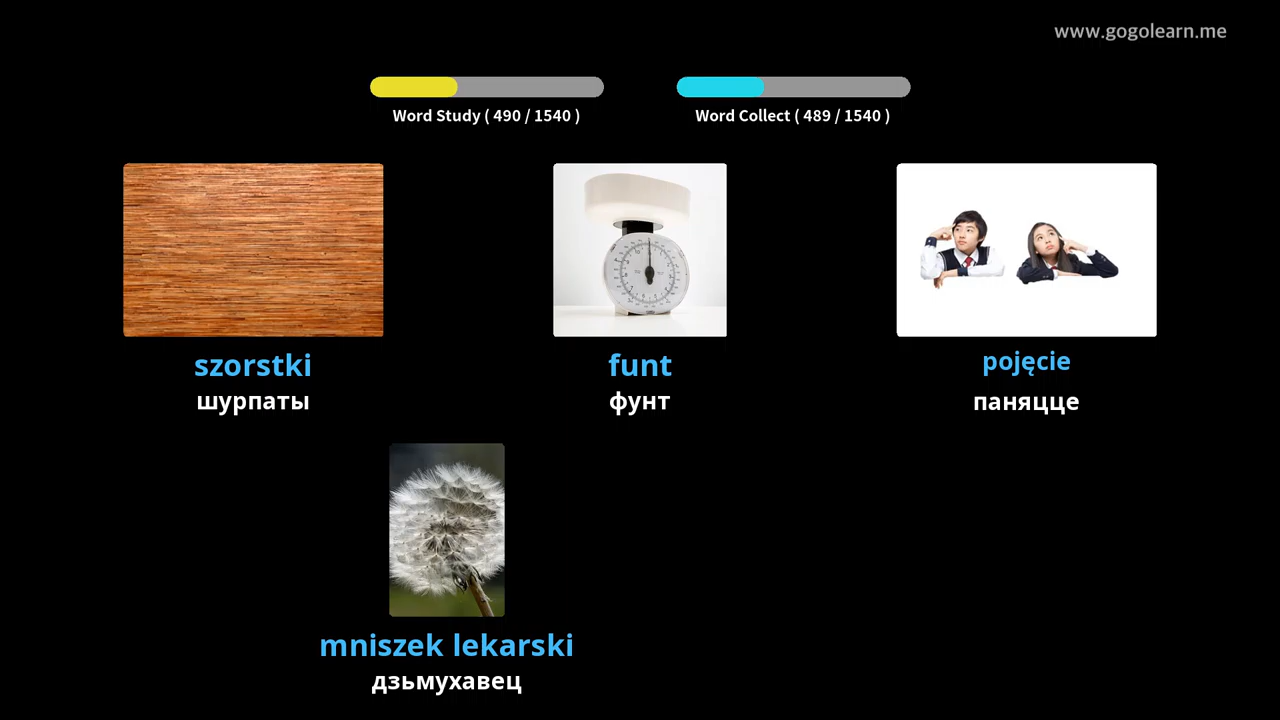 www.gogolearn.me
Word Study ( 490 / 1540 )
Word Collect ( 489 / 1540 )
szorstki
шурпаты
funt
фунт
pojęcie
паняцце
mniszek lekarski
дзьмухавец